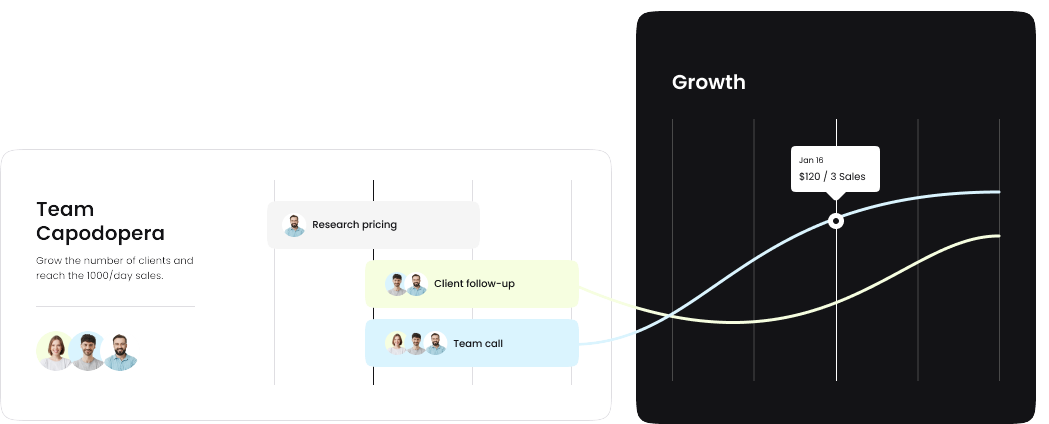 Growth
Jan 16
$120 / 3 Sales
Team
Capodopera
Grow the number of clients and
reach the 1000/day sales.
Research pricing
Client follow-up
Team call